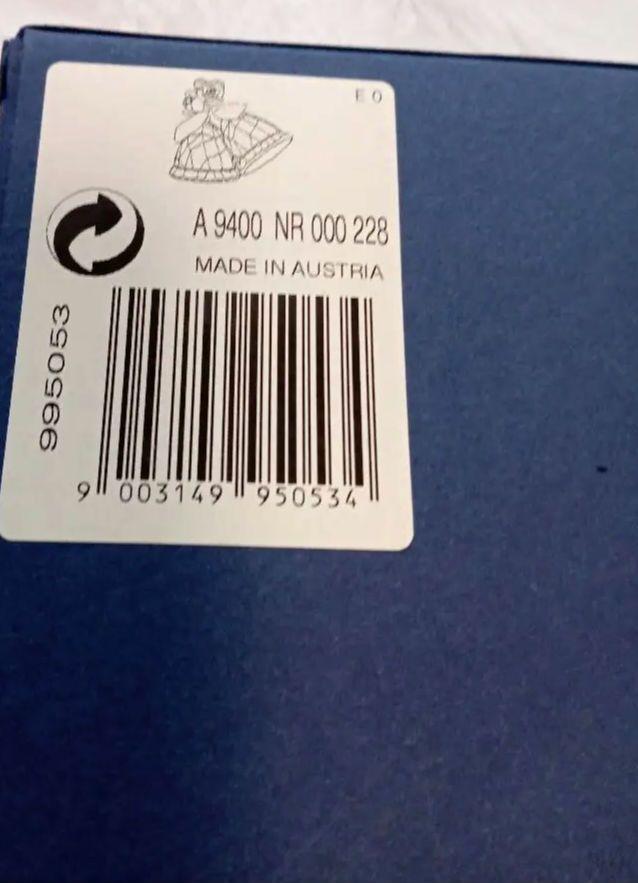 E 0
A 9400 NR 000 228
MADE IN AUSTRIA
995053
9 003149 950534